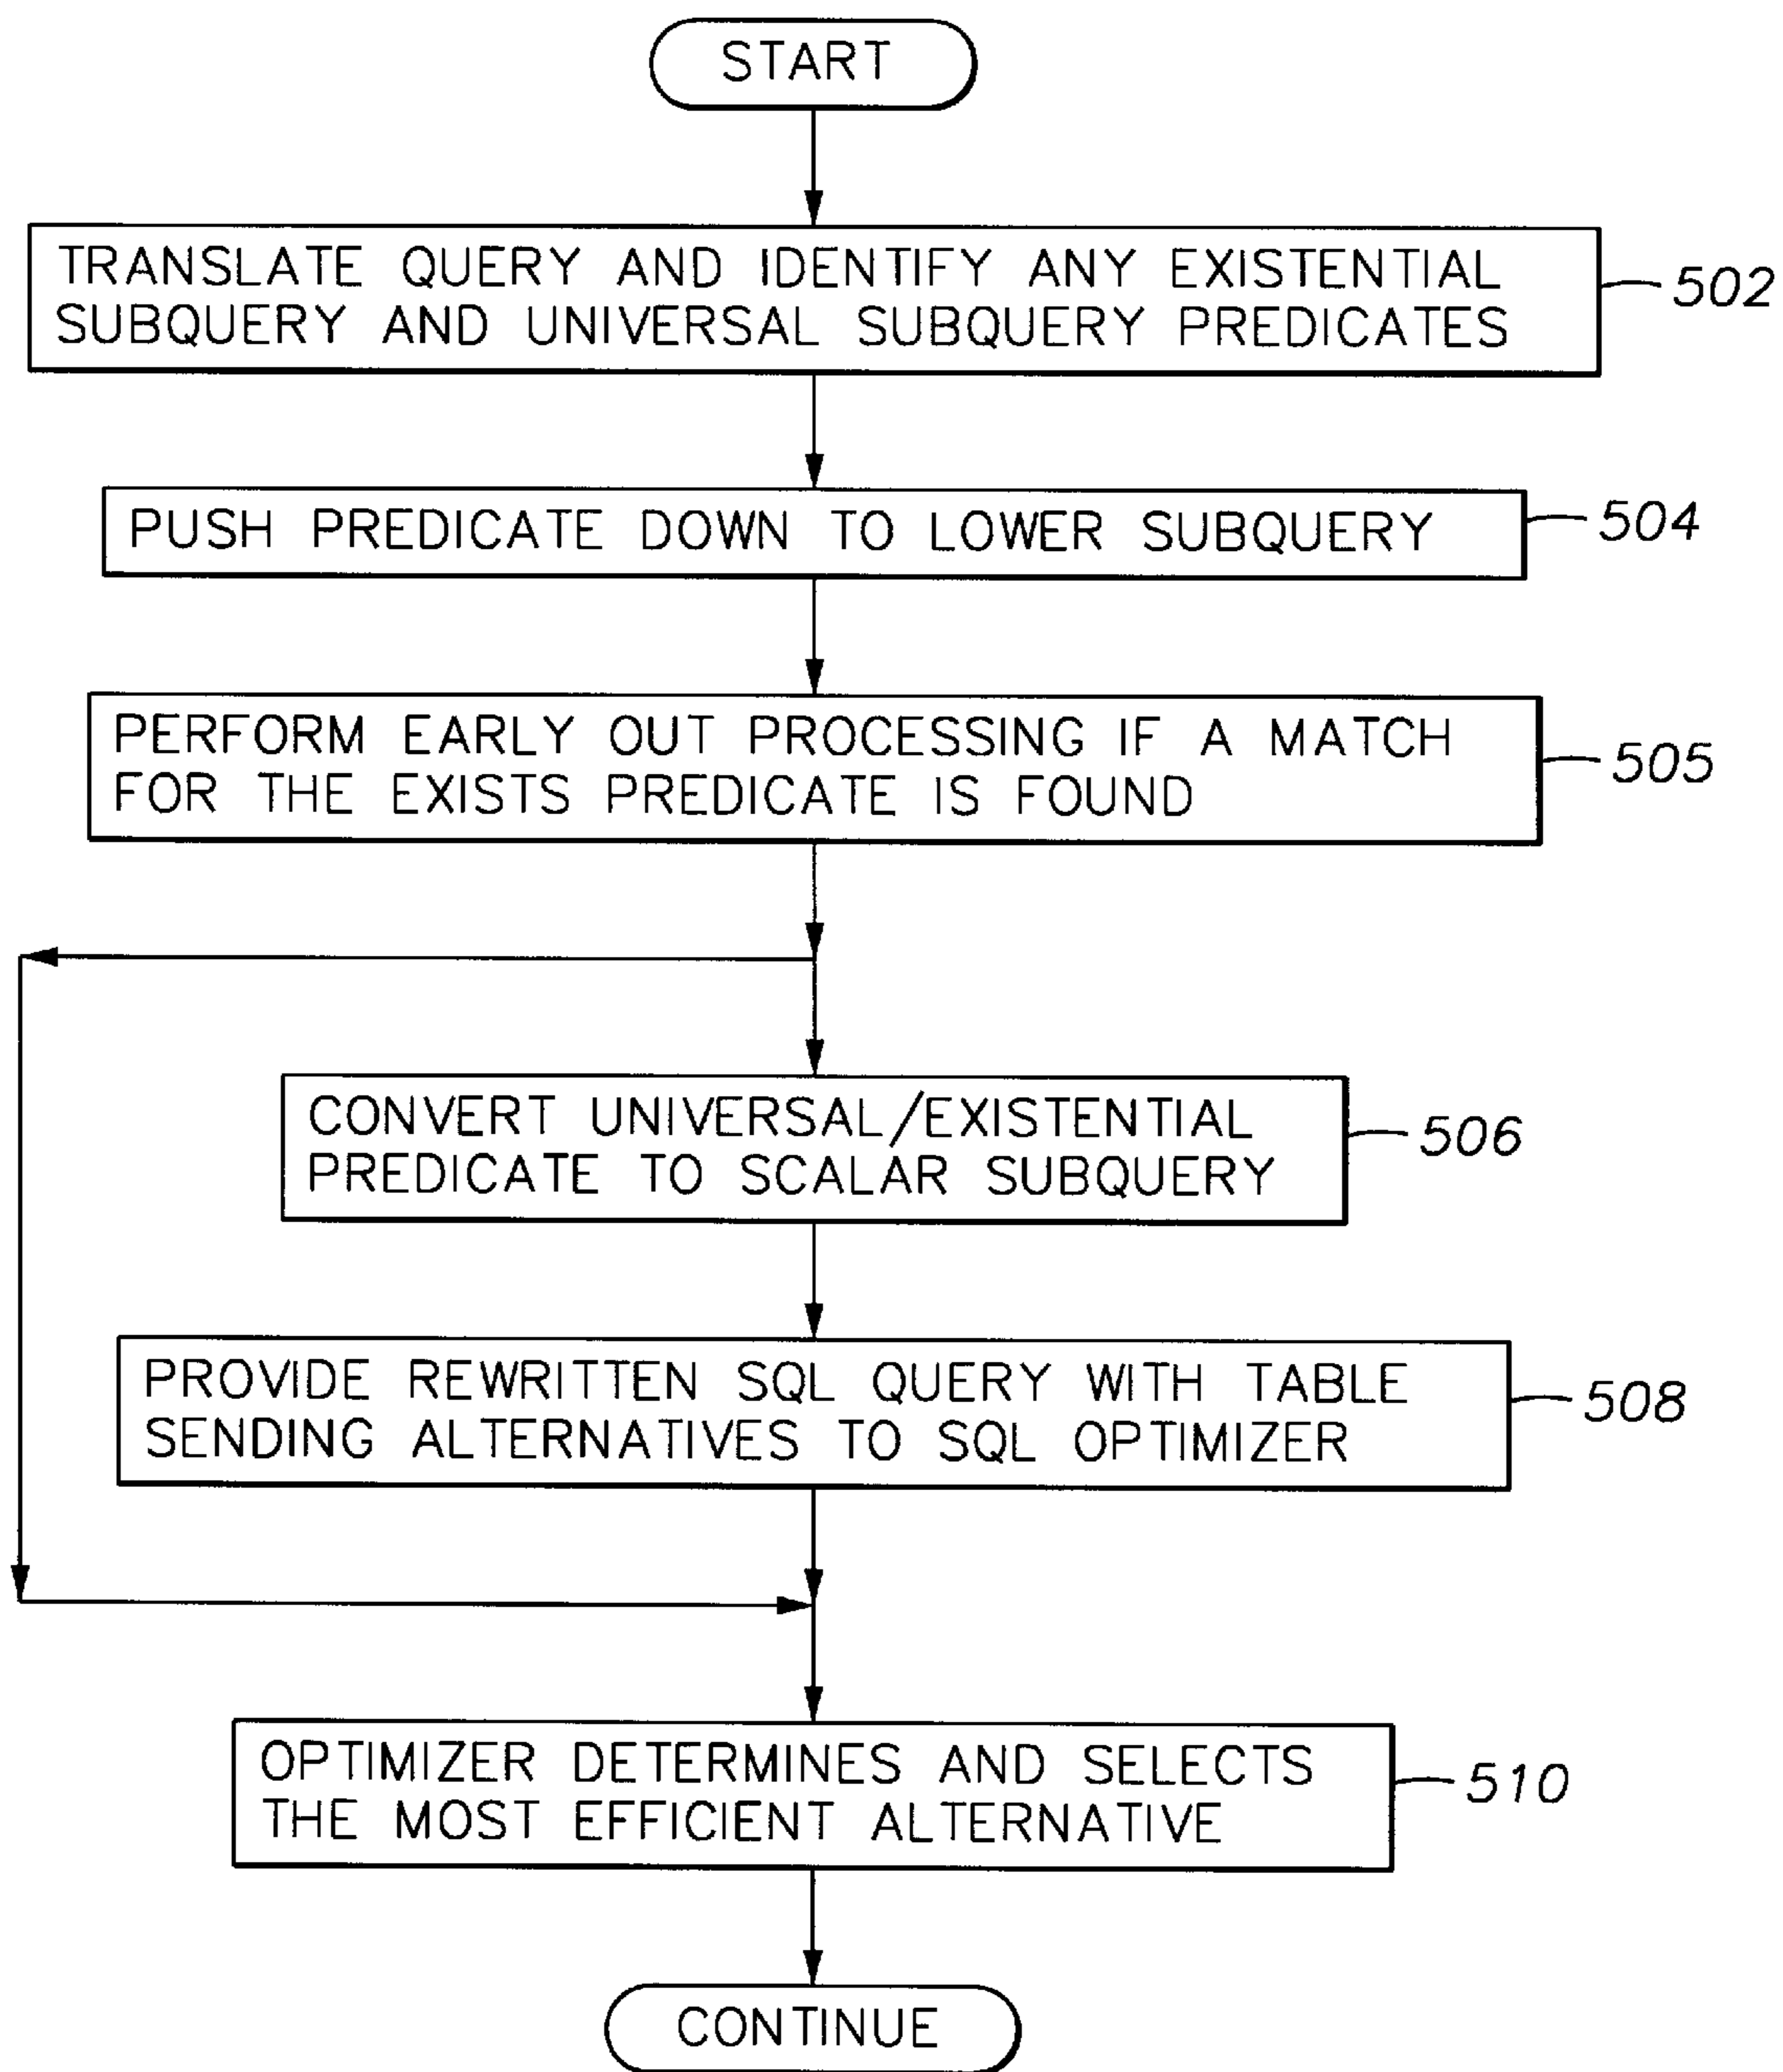 START
TRANSLATE QUERY AND IDENTIFY ANY EXISTENTIAL
SUBQUERY AND UNIVERSAL SUBQUERY PREDICATES
502
PUSH PREDICATE DOWN TO LOWER SUBQUERY
504
PERFORM EARLY OUT PROCESSING IF A MATCH
FOR THE EXISTS PREDICATE IS FOUND
505
CONVERT UNIVERSAL/EXISTENTIAL
PREDICATE TO SCALAR SUBQUERY
506
PROVIDE REWRITTEN SQL QUERY WITH TABLE
SENDING ALTERNATIVES TO SQL OPTIMIZER
508
OPTIMIZER DETERMINES AND SELECTS
THE MOST EFFICIENT ALTERNATIVE
510
CONTINUE